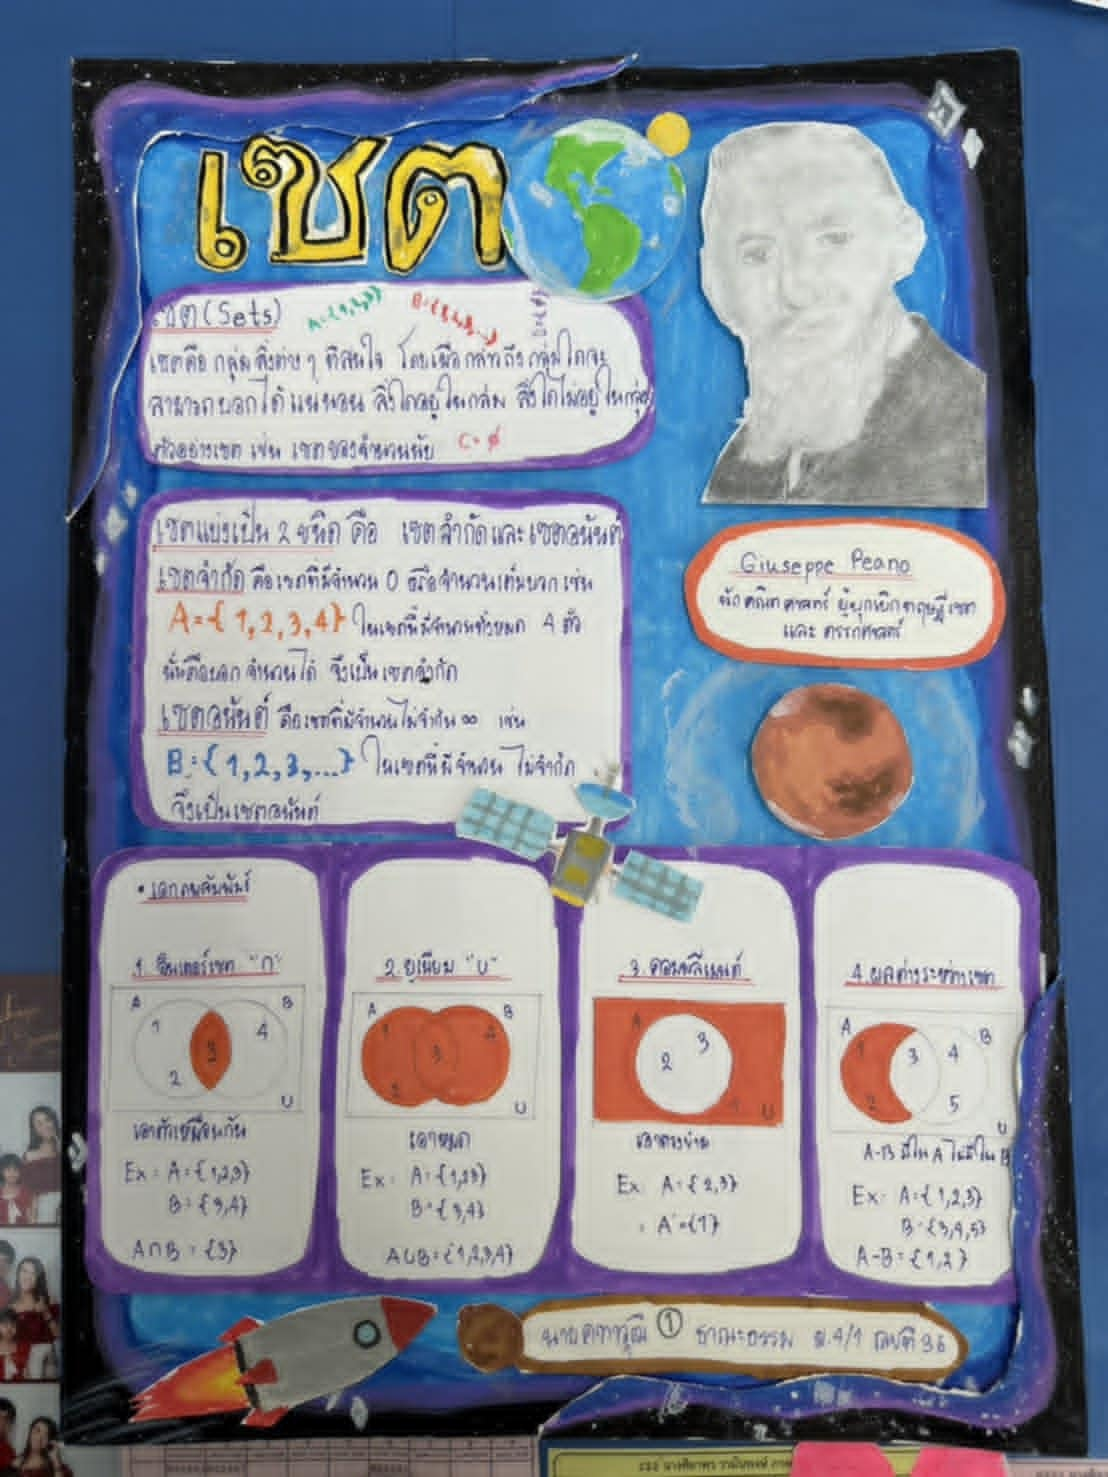 เซต
เซต (Sets)
A={1,2,3}
B={1,2,3,...}
เซตคือ กลุ่มสิ่งต่าง ๆ ที่สนใจ โดยเมื่อกล่าวถึงกลุ่มใดจะ
สามารถบอกได้แน่นอน สิ่งใดอยู่ในกลุ่ม สิ่งใดไม่อยู่ในกลุ่ม
ตัวอย่างเซต เช่น เซตของจำนวนนับ C=ø
เซตแบ่งเป็น 2 ชนิด คือ เซตจำกัดและเซตอนันต์
เซตจำกัด คือเซตที่มีจำนวน 0 หรือจำนวนเต็มบวก เช่น
A={1,2,3,4} ในเซตนี้มีจำนวนทั้งหมด 4 ตัว
นั่นคือบอกจำนวนได้ จึงเป็นเซตจำกัด
เซตอนันต์ คือเซตที่มีจำนวนไม่จำกัด ∞ เช่น
B={1,2,3,...} ในเซตนี้มีจำนวนไม่จำกัด
จึงเป็นเซตอนันต์
Giuseppe Peano
นักคณิตศาสตร์ ผู้บุกเบิกทฤษฎีเซต
และ ตรรกศาสตร์
• เอกภพสัมพัทธ์
1. อินเตอร์เซต "∩"
A B
1 3 4
2
U
เอาตัวเหมือนกัน
Ex= A={1,2,3}
B={3,4}
A∩B = {3}
2. ยูเนียน "U"
A B
1 3 4
2
U
เอาหมด
Ex= A={1,2,3}
B={3,4}
AUB={1,2,3,4}
3. คอมพลีเมนต์
A
2 3
1 U
เอาตรงข้าม
Ex. A={2,3}
= A'={1}
4. ผลต่างระหว่างเซต
A B
1 3 4
2 5
U
A-B มีใน A ไม่มีใน B
Ex= A={1,2,3}
B={3,4,5}
A-B={1,2}
① ธาณะธรรม ม.4/1 เลขที่ 36